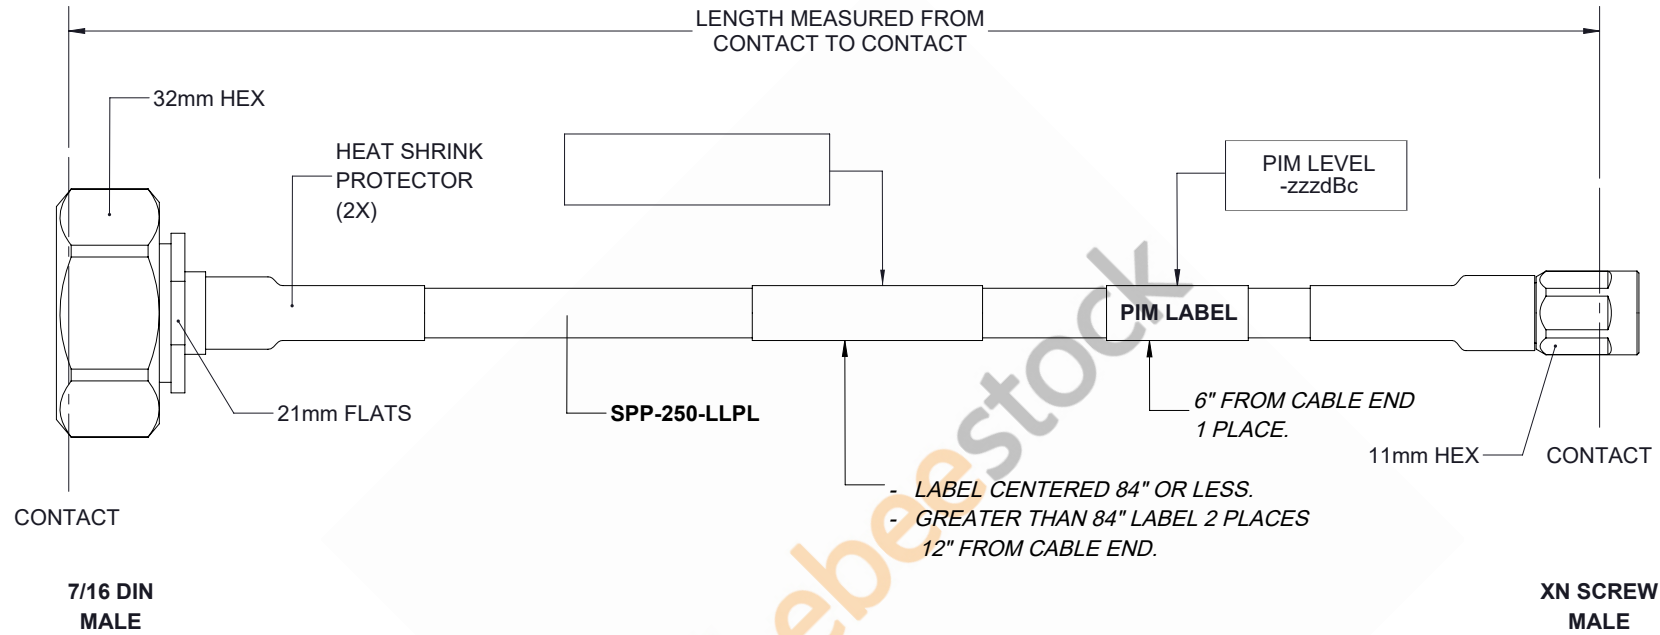 LENGTH MEASURED FROM
CONTACT TO CONTACT
32mm HEX
HEAT SHRINK
PROTECTOR
(2X)
PIM LEVEL
-zzzdBc
PIM LABEL
21mm FLATS
SPP-250-LLPL
6" FROM CABLE END
1 PLACE.
11mm HEX
CONTACT
- LABEL CENTERED 84" OR LESS.
- GREATER THAN 84" LABEL 2 PLACES
12" FROM CABLE END.
CONTACT
7/16 DIN
MALE
XN SCREW
MALE
ebeestock